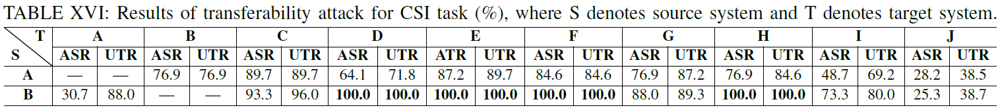 TABLE XVI: Results of transferability attack for CSI task (%), where S denotes source system and T denotes target system.
T A B C D E F G H I J
S ASR UTR ASR UTR ASR UTR ASR UTR ATR UTR ASR UTR ASR UTR ASR UTR ASR UTR ASR UTR
A — — 76.9 76.9 89.7 89.7 64.1 71.8 87.2 89.7 84.6 84.6 76.9 87.2 76.9 84.6 48.7 69.2 28.2 38.5
B 30.7 88.0 — — 93.3 96.0 100.0 100.0 100.0 100.0 100.0 100.0 88.0 89.3 100.0 100.0 73.3 80.0 25.3 38.7